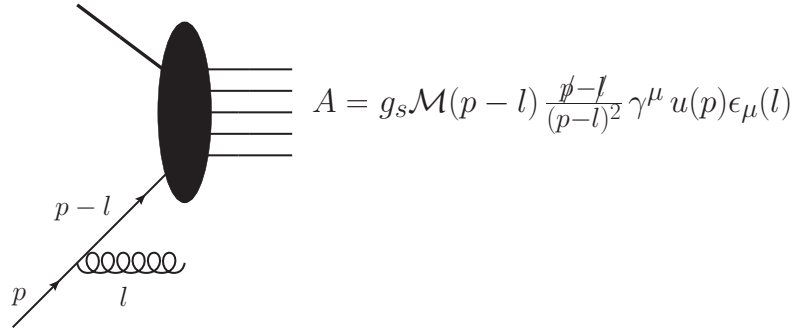 A = g_s \mathcal{M}(p-l) \frac{\not{p}-\not{l}}{(p-l)^2} \gamma^\mu u(p) \epsilon_\mu(l)
p − l
p
l